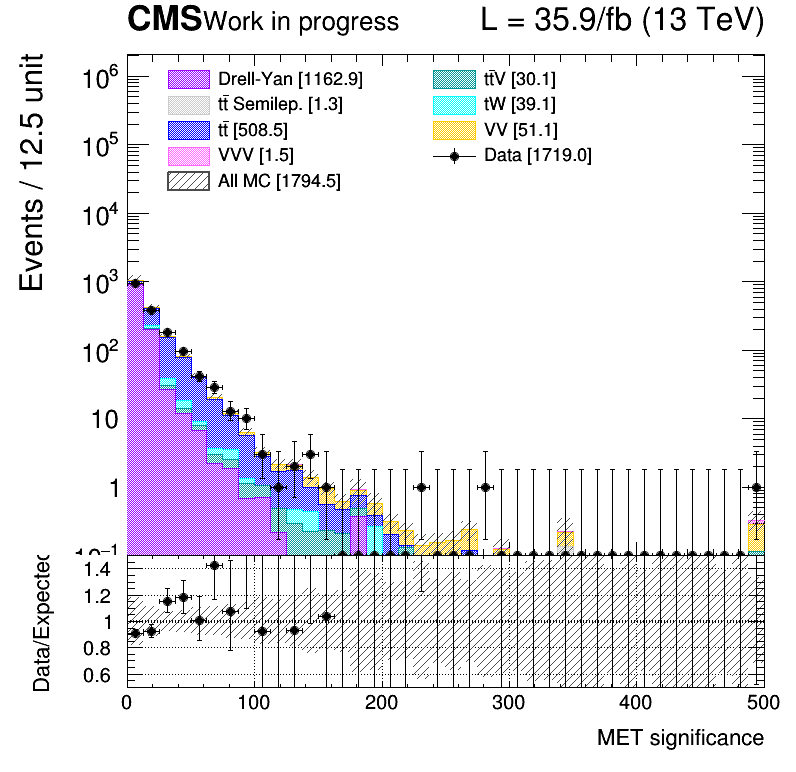 CMS Work in progress L = 35.9/fb (13 TeV)
Events / 12.5 unit
10⁶
10⁵
10⁴
10³
10²
10
1
10⁻¹
Drell-Yan [1162.9]
tt̄ Semilep. [1.3]
tt̄ [508.5]
VVV [1.5]
All MC [1794.5]
tt̄V [30.1]
tW [39.1]
VV [51.1]
Data [1719.0]
Data/Expected
1.4
1.2
1
0.8
0.6
0 100 200 300 400 500
MET significance